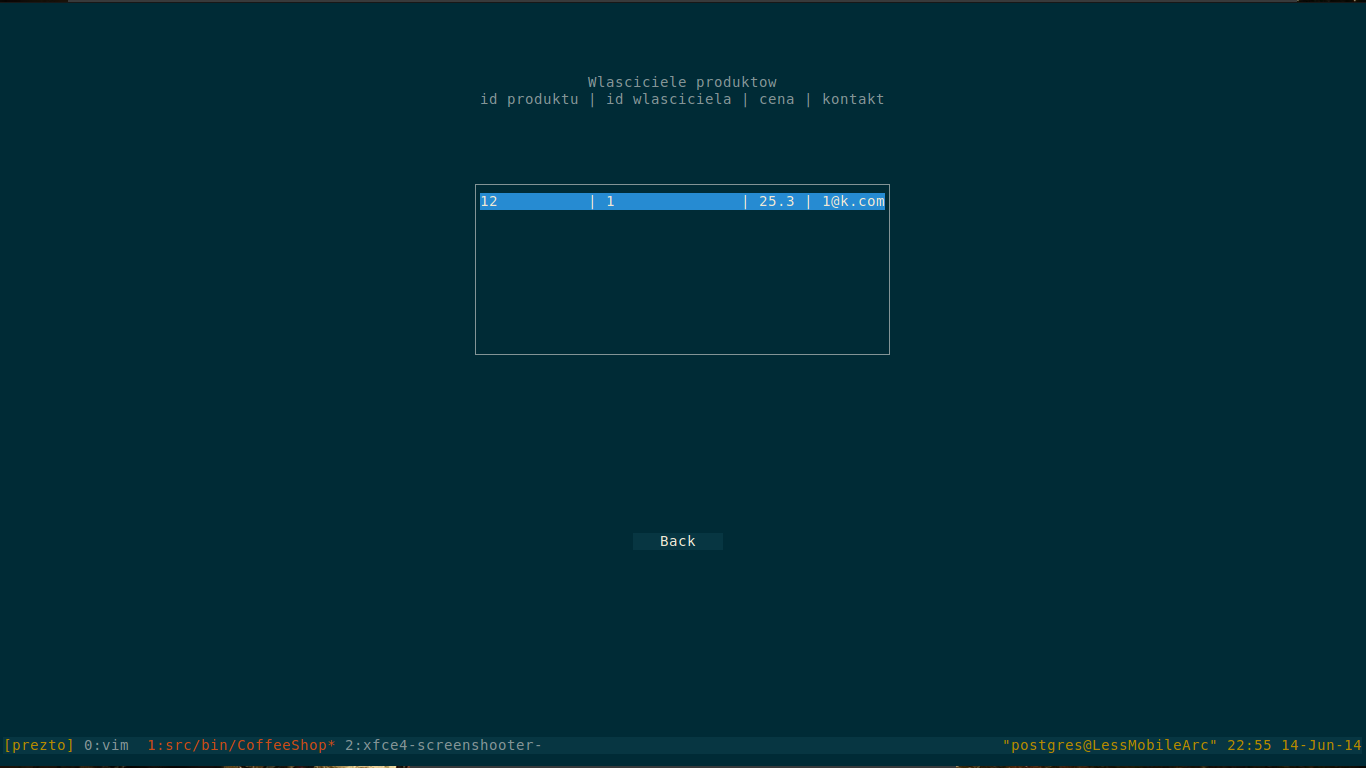 Wlasciciele produktow
id produktu | id wlasciciela | cena | kontakt
12 | 1 | 25.3 | 1@k.com
Back
[prezto] 0:vim 1:src/bin/CoffeeShop* 2:xfce4-screenshooter- "postgres@LessMobileArc" 22:55 14-Jun-14